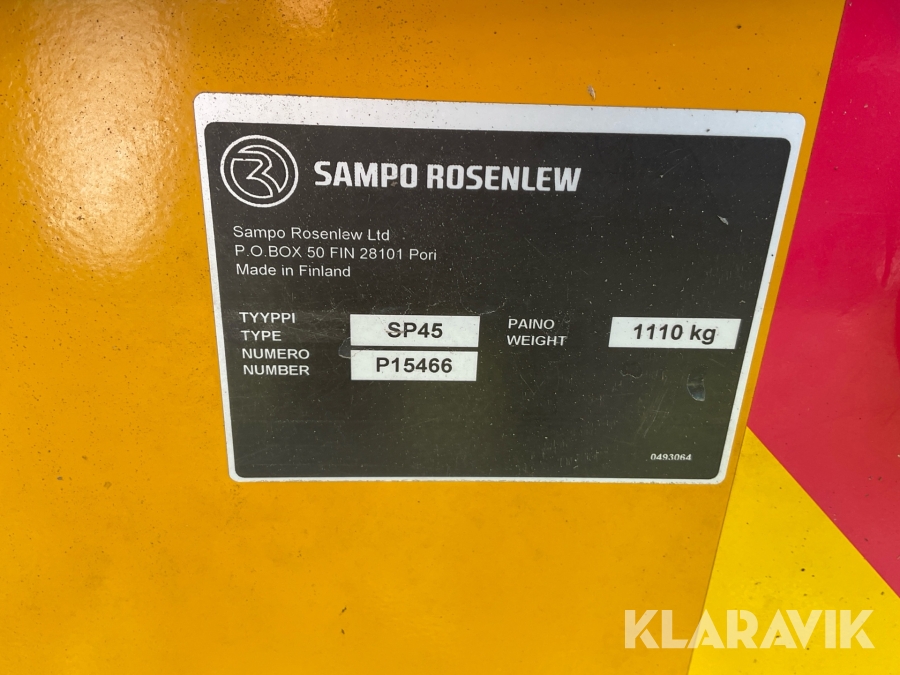 SAMPO ROSENLEW
Sampo Rosenlew Ltd
P.O.BOX 50 FIN 28101 Pori
Made in Finland
TYYPPI
TYPE
SP45
NUMERO
NUMBER
P15466
PAINO
WEIGHT
1110 kg
0493064
KLARAVIK